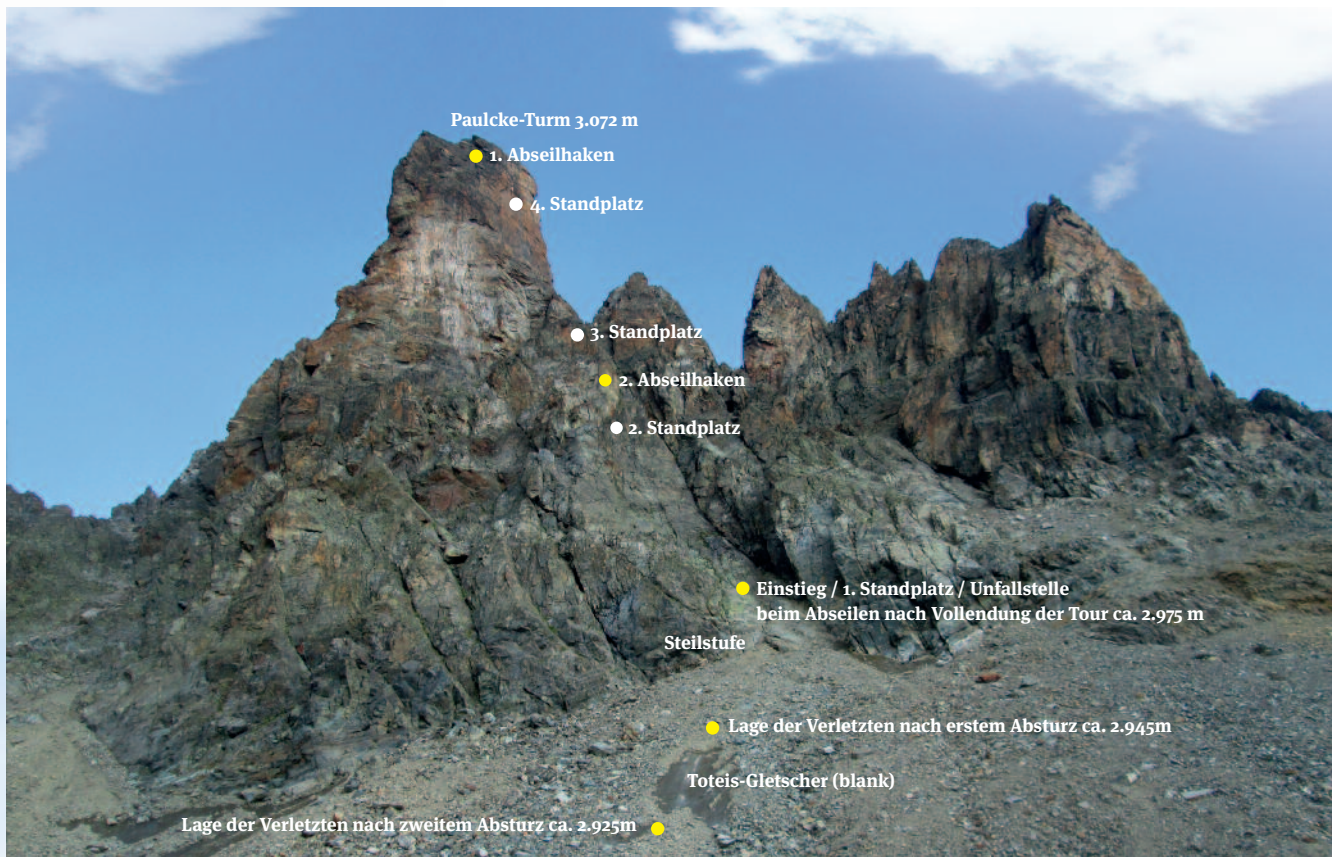 Paulcke-Turm 3.072 m
1. Abseilhaken
4. Standplatz
3. Standplatz
2. Abseilhaken
2. Standplatz
Einstieg / 1. Standplatz / Unfallstelle
beim Abseilen nach Vollendung der Tour ca. 2.975 m
Steilstufe
Lage der Verletzten nach erstem Absturz ca. 2.945m
Toteis-Gletscher (blank)
Lage der Verletzten nach zweitem Absturz ca. 2.925m